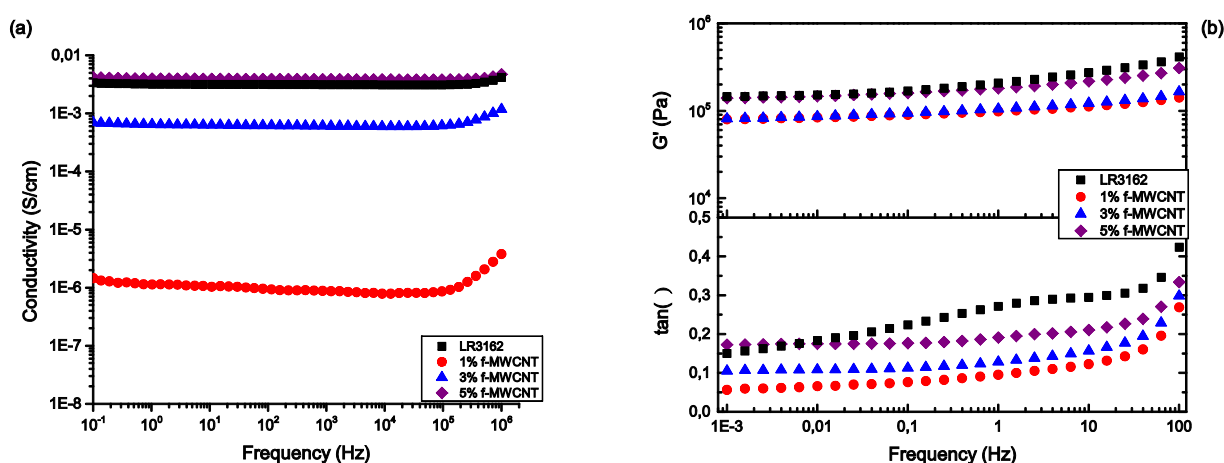 (a)
0,01
1E-3
1E-4
1E-5
1E-6
1E-7
1E-8
Conductivity (S/cm)
LR3162
1% f-MWCNT
3% f-MWCNT
5% f-MWCNT
10-1 100 101 102 103 104 105 106
Frequency (Hz)
(b)
106
105
104
G' (Pa)
LR3162
1% f-MWCNT
3% f-MWCNT
5% f-MWCNT
0,5
0,4
0,3
0,2
0,1
0,0
tan( )
1E-3 0,01 0,1 1 10 100
Frequency (Hz)